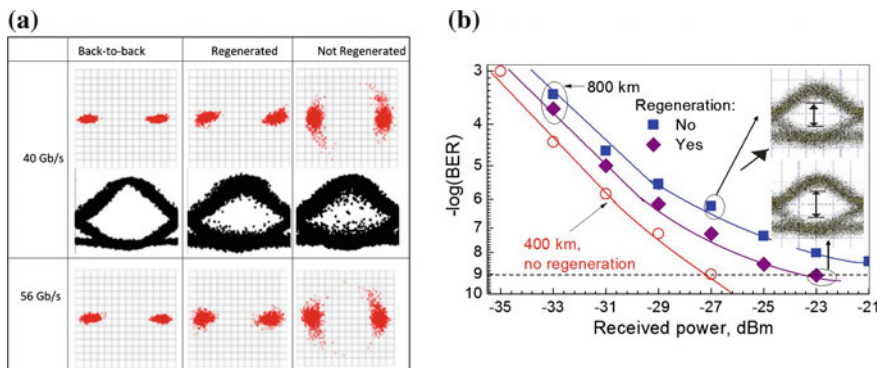 (a)
Back-to-back Regenerated Not Regenerated
40 Gb/s
56 Gb/s
(b)
-log(BER)
3
4
5
6
7
8
9
10
800 km
Regeneration:
No
Yes
400 km,
no regeneration
-35 -33 -31 -29 -27 -25 -23 -21
Received power, dBm